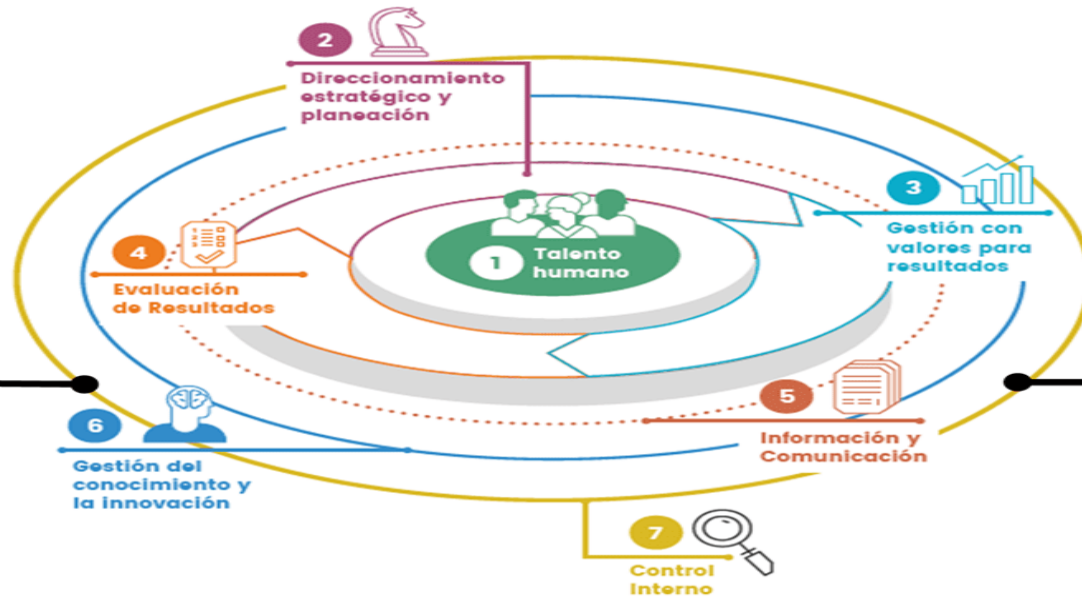 2
Direccionamiento
estratégico y
planeación
3
Gestión con
valores para
resultados
1
Talento
humano
4
Evaluación
de Resultados
5
Información y
Comunicación
6
Gestión del
conocimiento y
la innovación
7
Control
Interno